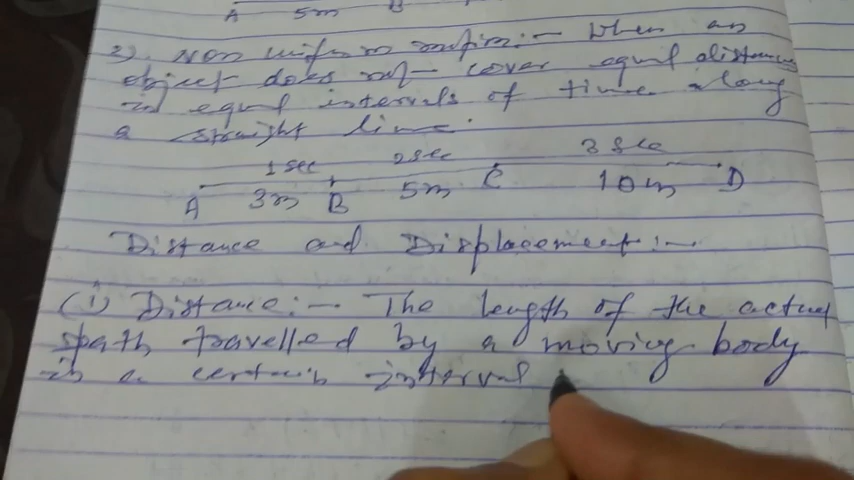 A 5m B
2) Non uniform motion:- When an
object does not cover equal distances
in equal intervals of time along
a straight line.
1 sec 2 sec 3 sec
A 3m B 5m C 10m D
Distance and Displacement:-
(i) Distance:- The length of the actual
path travelled by a moving body
in a certain interval